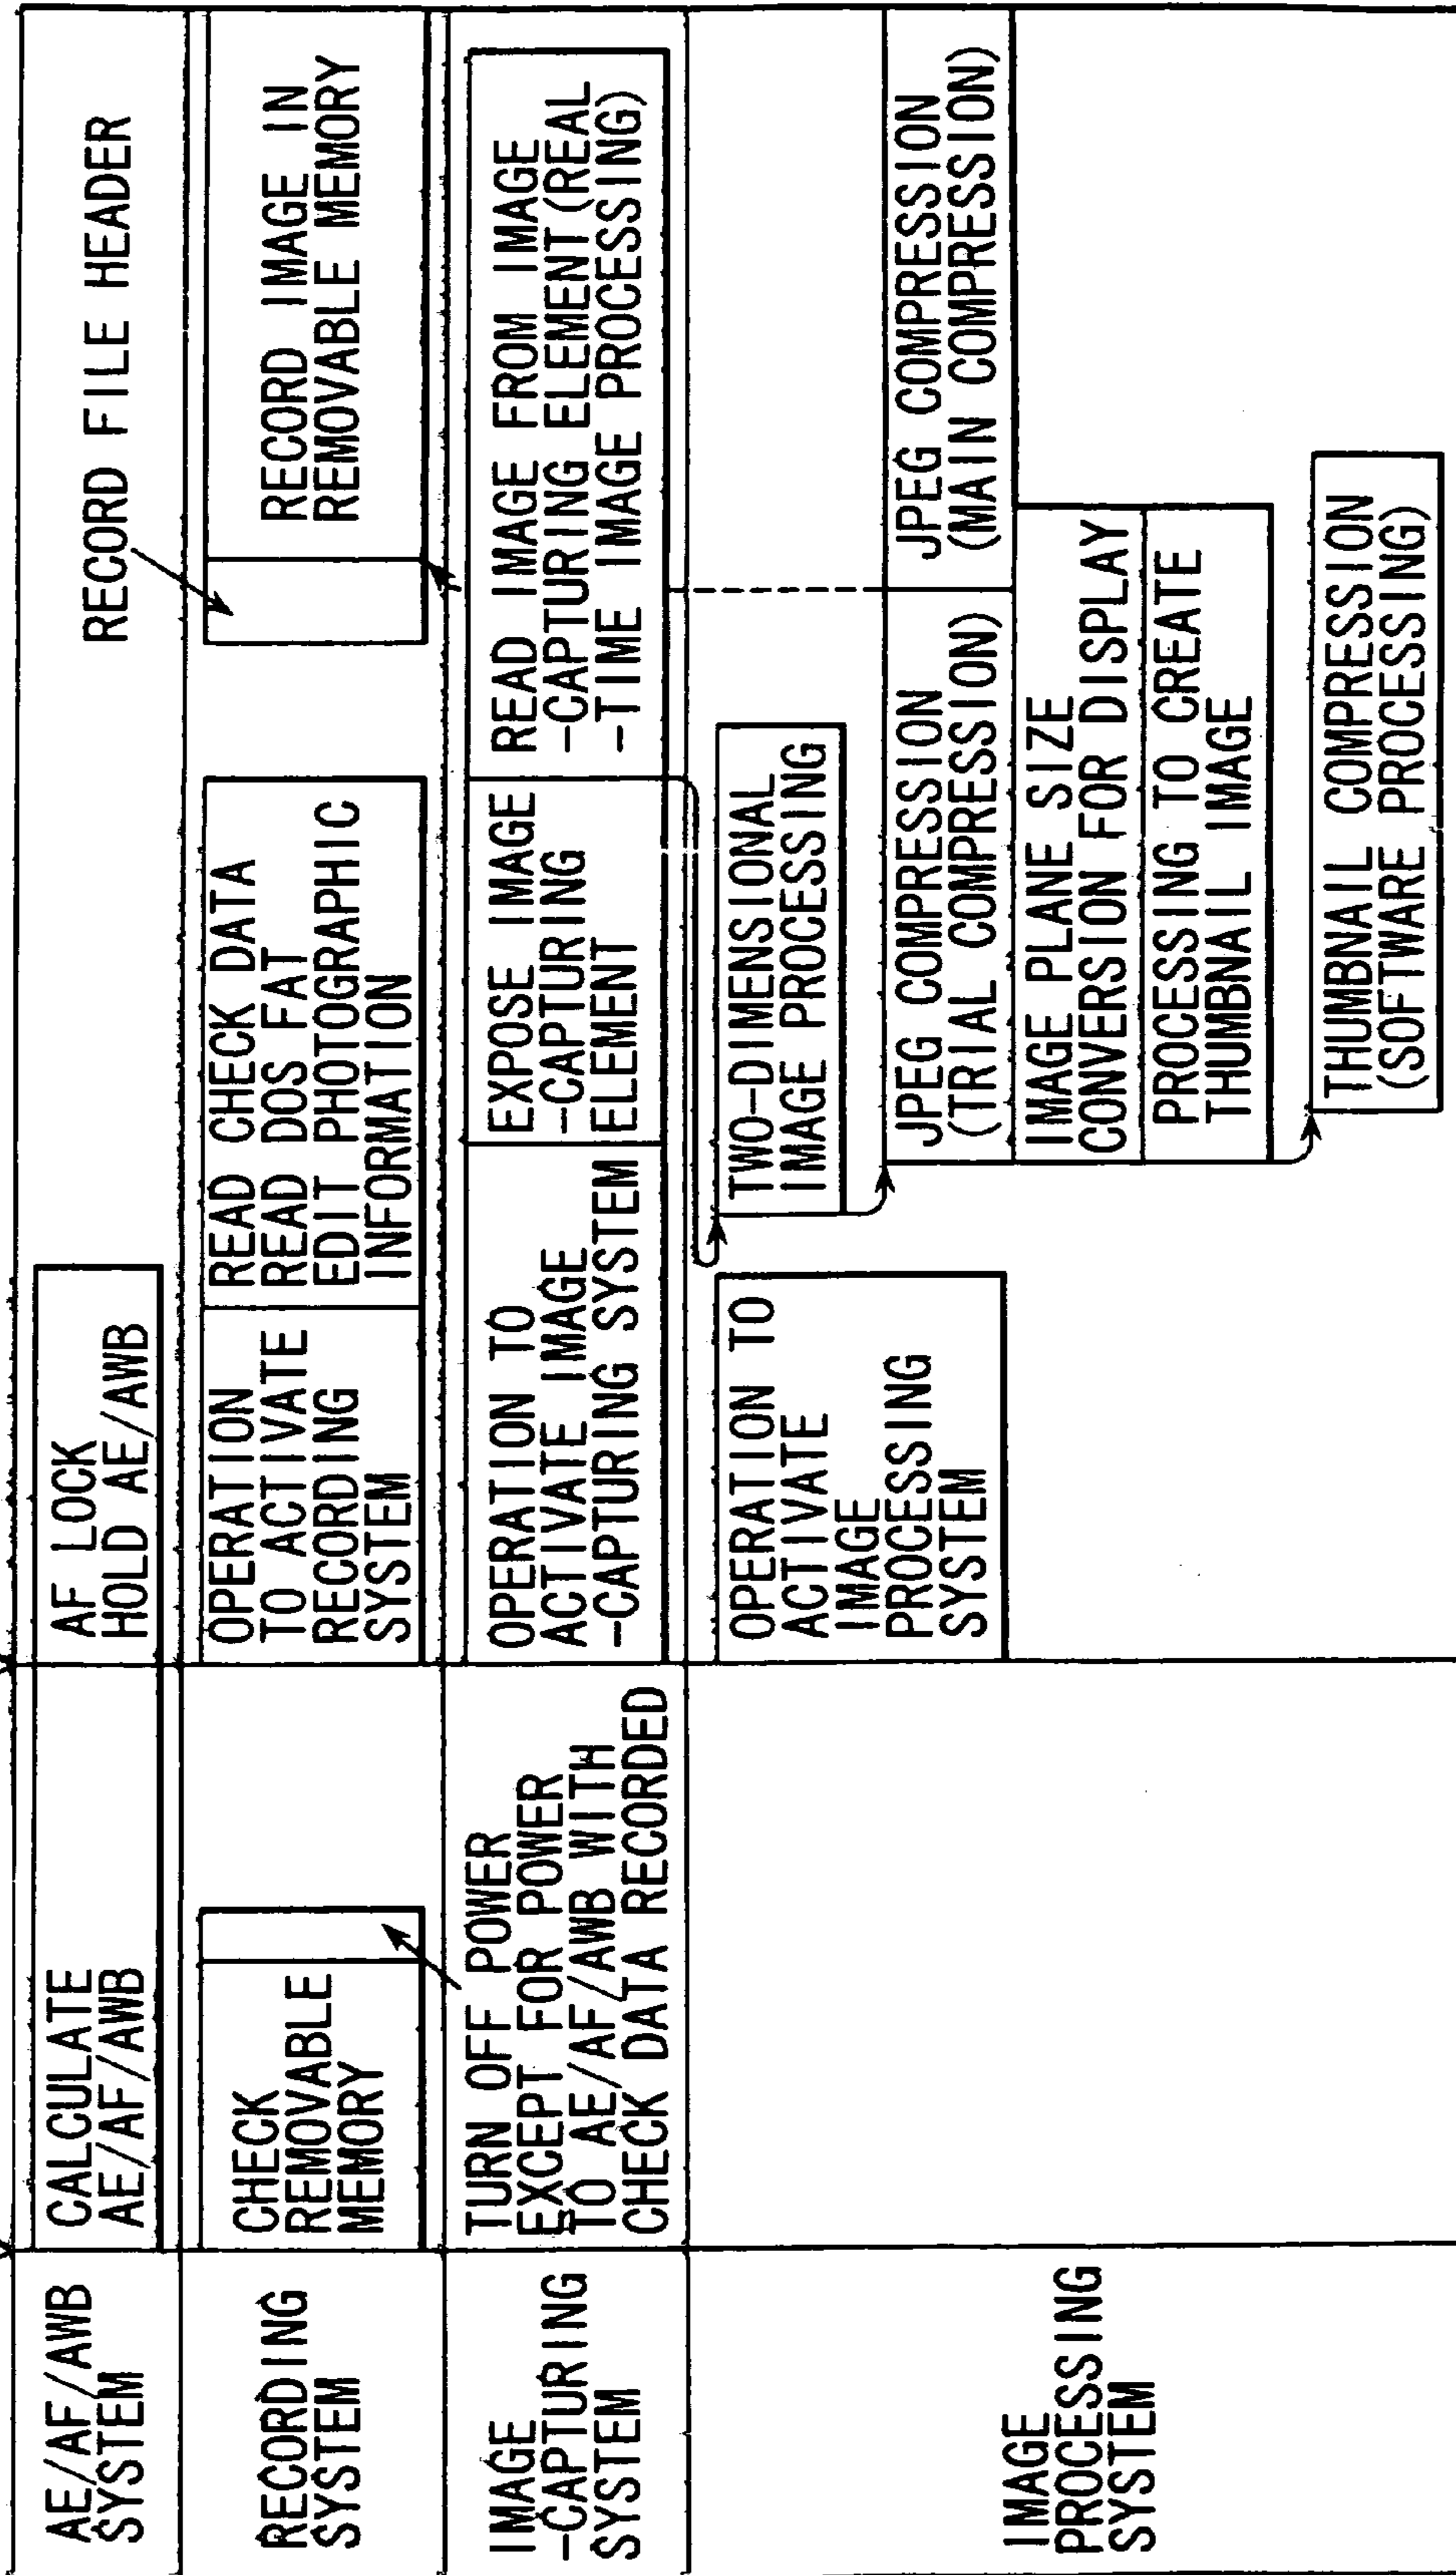 AE/AF/AWB
SYSTEM
CALCULATE
AE/AF/AWB
AF LOCK
HOLD AE/AWB
RECORD FILE HEADER
RECORDING
SYSTEM
CHECK
REMOVABLE
MEMORY
OPERATION
TO ACTIVATE
RECORDING
SYSTEM
READ CHECK DATA
READ DOS FAT
EDIT PHOTOGRAPHIC
INFORMATION
RECORD IMAGE IN
REMOVABLE MEMORY
IMAGE
-CAPTURING
SYSTEM
TURN OFF POWER
EXCEPT FOR POWER
TO AE/AF/AWB WITH
CHECK DATA RECORDED
OPERATION TO
ACTIVATE IMAGE
-CAPTURING SYSTEM
EXPOSE IMAGE
-CAPTURING
ELEMENT
READ IMAGE FROM IMAGE
-CAPTURING ELEMENT(REAL
-TIME IMAGE PROCESSING)
IMAGE
PROCESSING
SYSTEM
OPERATION TO
ACTIVATE
IMAGE
PROCESSING
SYSTEM
TWO-DIMENSIONAL
IMAGE PROCESSING
JPEG COMPRESSION
(TRIAL COMPRESSION)
JPEG COMPRESSION
(MAIN COMPRESSION)
IMAGE PLANE SIZE
CONVERSION FOR DISPLAY
PROCESSING TO CREATE
THUMBNAIL IMAGE
THUMBNAIL COMPRESSION
(SOFTWARE PROCESSING)